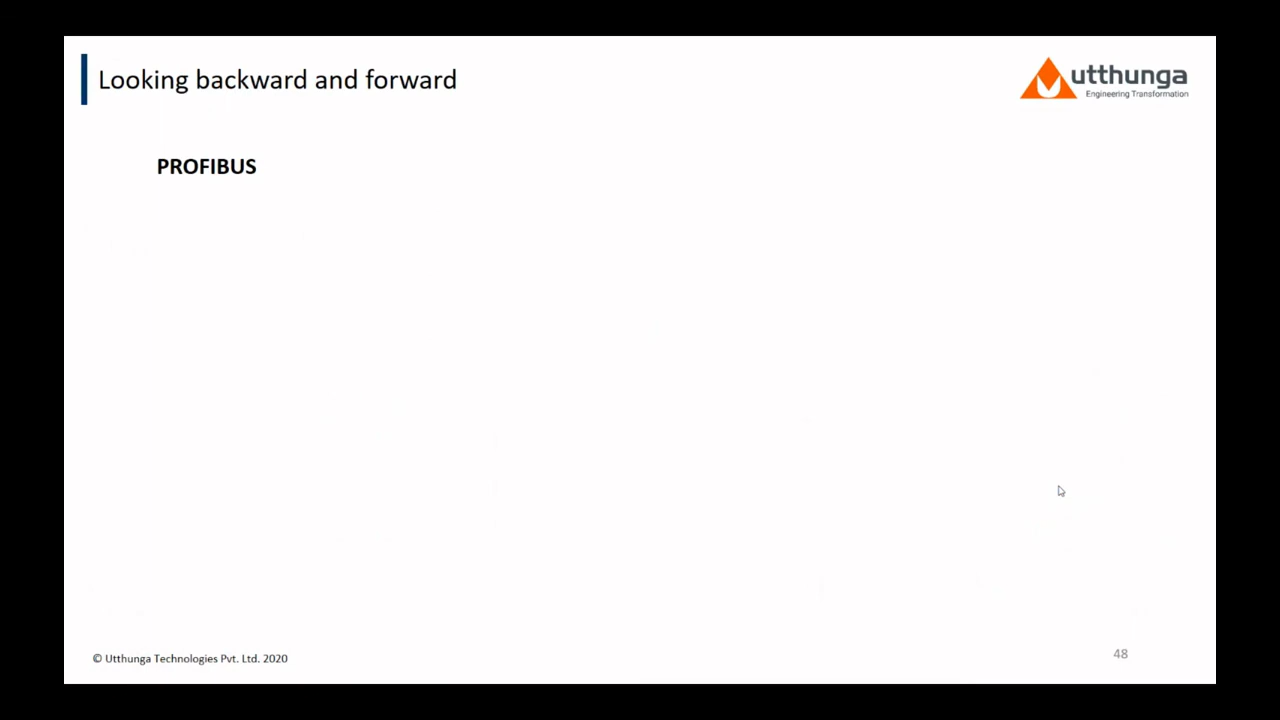 Looking backward and forward
utthunga
Engineering Transformation
PROFIBUS
© Utthunga Technologies Pvt. Ltd. 2020
48